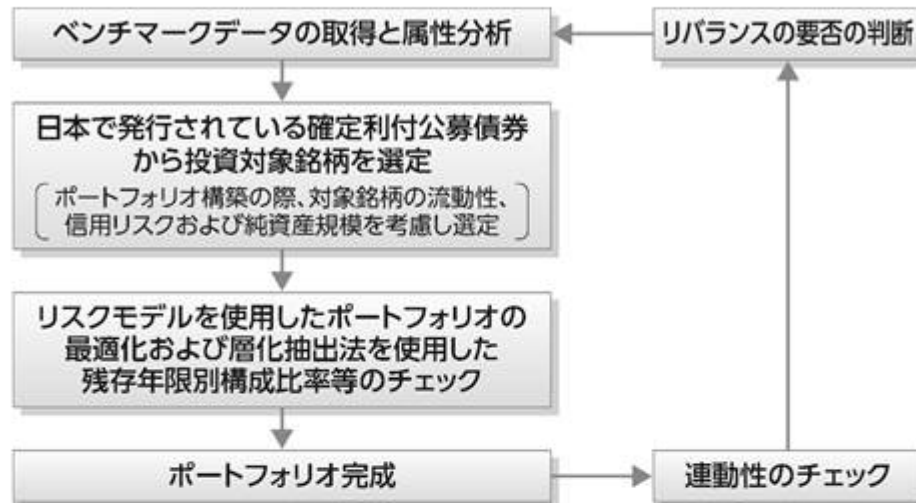 ベンチマークデータの取得と属性分析
日本で発行されている確定利付公募債券
から投資対象銘柄を選定
ポートフォリオ構築の際、対象銘柄の流動性、
信用リスクおよび純資産規模を考慮し選定
リスクモデルを使用したポートフォリオの
最適化および層化抽出法を使用した
残存年限別構成比率等のチェック
ポートフォリオ完成
連動性のチェック
リバランスの要否の判断